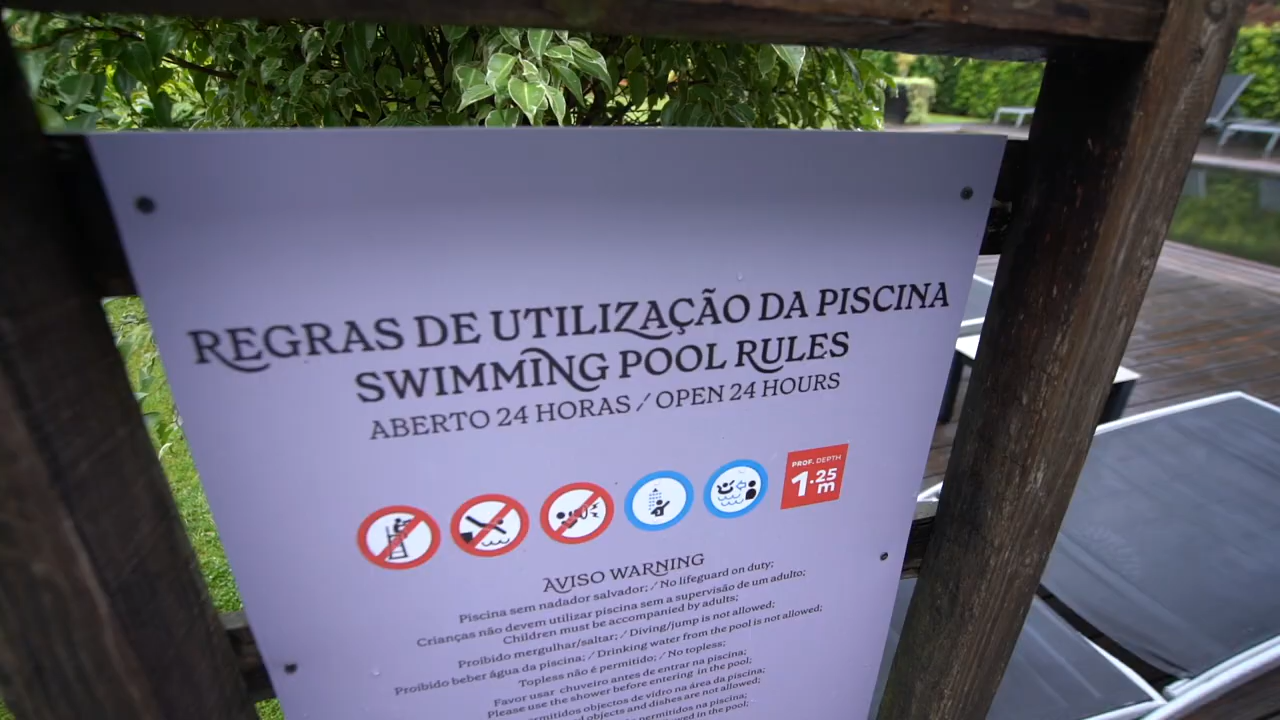 REGRAS DE UTILIZAÇÃO DA PISCINA
SWIMMING POOL RULES
ABERTO 24 HORAS / OPEN 24 HOURS
PROF. DEPTH
1.25
m
AVISO WARNING
Piscina sem nadador salvador; / No lifeguard on duty;
Crianças não devem utilizar piscina sem a supervisão de um adulto;
Children must be accompanied by adults;
Proibido mergulhar/saltar; / Diving/jump is not allowed;
Proibido beber água da piscina; / Drinking water from the pool is not allowed;
Topless não é permitido; / No topless;
Favor usar chuveiro antes de entrar na piscina;
Please use the shower before entering in the pool;
objectos de vidro na área da piscina;
objects and dishes are not allowed;
permitidos na piscina;
in the pool;